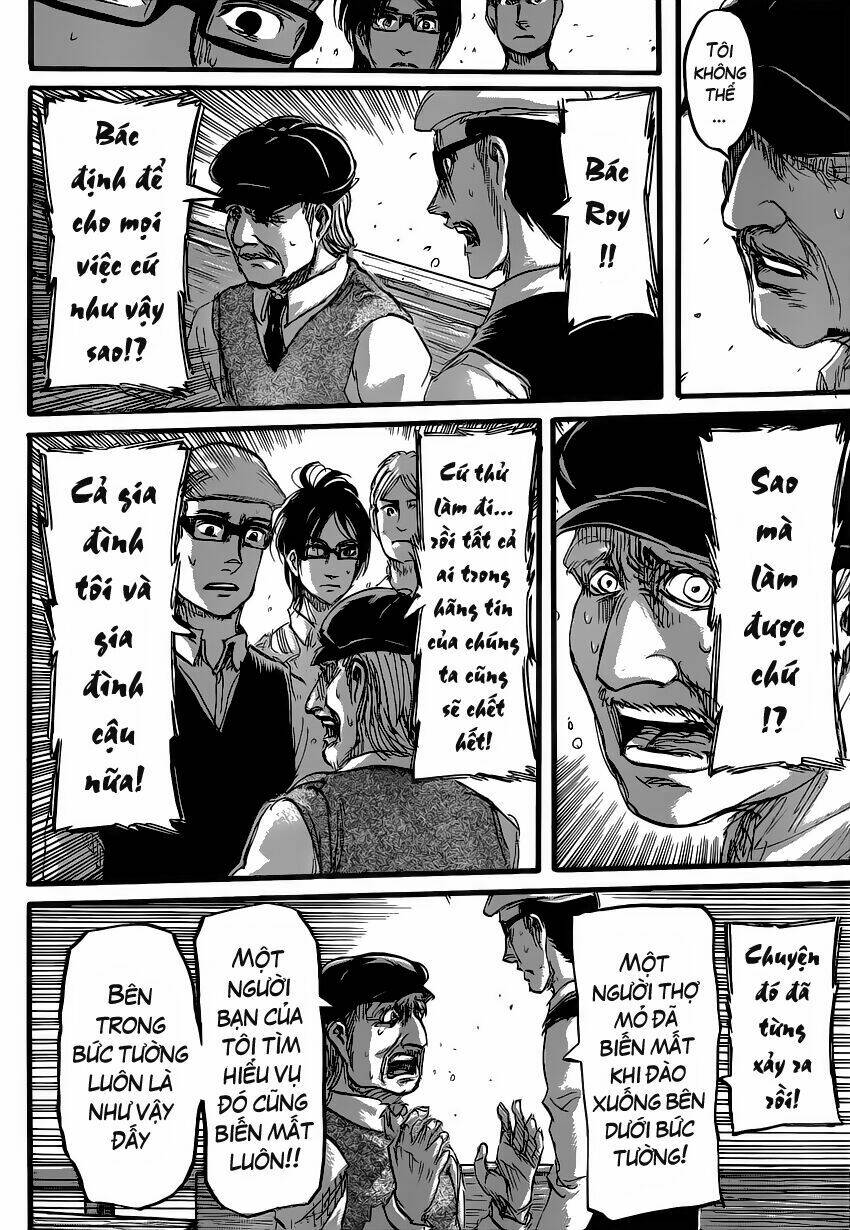 TÔI
KHÔNG
THỂ
...
Bác
Roy
!!
Bác
định để
cho mọi
việc cứ
như vậy
sao!?
Sao
mà
làm
được
chứ
!?
Cứ thử
làm đi...
rồi tất cả
ai trong
hãng tin
của chúng
ta cũng
sẽ chết
hết!
Cả gia
đình
tôi và
gia
đình
cậu
nữa!
Chuyện
đó đã
từng
xảy ra
rồi!
MỘT
NGƯỜI THỢ
MỎ ĐÃ
BIẾN MẤT
KHI ĐÀO
XUỐNG BÊN
DƯỚI BỨC
TƯỜNG!
MỘT
NGƯỜI
BẠN CỦA
TÔI TÌM
HIỂU VỤ
ĐÓ CŨNG
BIẾN MẤT
LUÔN!!
BÊN
TRONG
BỨC TƯỜNG
LUÔN LÀ
NHƯ VẬY
ĐẤY